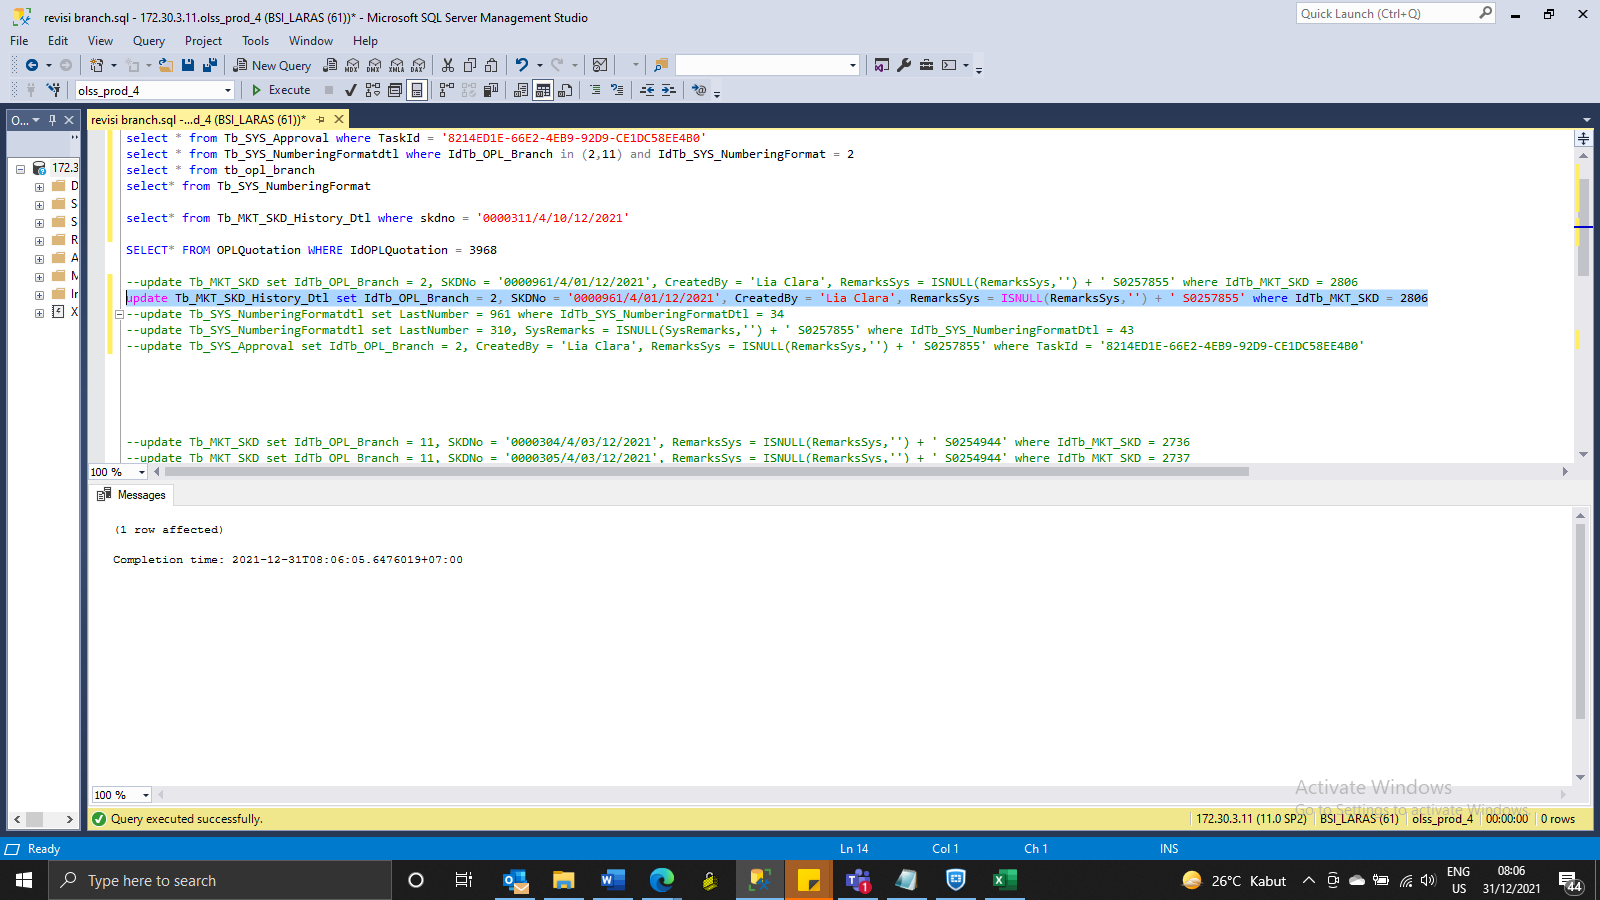 revisi branch.sql - 172.30.3.11.olss_prod_4 (BSI_LARAS (61))* - Microsoft SQL Server Management Studio
Quick Launch (Ctrl+Q)
File Edit View Query Project Tools Window Help
New Query
MDX DMX XMLA DAX
olss_prod_4
Execute
O...
revisi branch.sql -...d_4 (BSI_LARAS (61))*
172.3
D
S
S
R
A
M
Ir
X
select * from Tb_SYS_Approval where TaskId = '8214ED1E-66E2-4EB9-92D9-CE1DC58EE4B0'
select * from Tb_SYS_NumberingFormatdtl where IdTb_OPL_Branch in (2,11) and IdTb_SYS_NumberingFormat = 2
select * from tb_opl_branch
select* from Tb_SYS_NumberingFormat
select* from Tb_MKT_SKD_History_Dtl where skdno = '0000311/4/10/12/2021'
SELECT* FROM OPLQuotation WHERE IdOPLQuotation = 3968
--update Tb_MKT_SKD set IdTb_OPL_Branch = 2, SKDNo = '0000961/4/01/12/2021', CreatedBy = 'Lia Clara', RemarksSys = ISNULL(RemarksSys,'') + ' S0257855' where IdTb_MKT_SKD = 2806
update Tb_MKT_SKD_History_Dtl set IdTb_OPL_Branch = 2, SKDNo = '0000961/4/01/12/2021', CreatedBy = 'Lia Clara', RemarksSys = ISNULL(RemarksSys,'') + ' S0257855' where IdTb_MKT_SKD = 2806
--update Tb_SYS_NumberingFormatdtl set LastNumber = 961 where IdTb_SYS_NumberingFormatDtl = 34
--update Tb_SYS_NumberingFormatdtl set LastNumber = 310, SysRemarks = ISNULL(SysRemarks,'') + ' S0257855' where IdTb_SYS_NumberingFormatDtl = 43
--update Tb_SYS_Approval set IdTb_OPL_Branch = 2, CreatedBy = 'Lia Clara', RemarksSys = ISNULL(RemarksSys,'') + ' S0257855' where TaskId = '8214ED1E-66E2-4EB9-92D9-CE1DC58EE4B0'
--update Tb_MKT_SKD set IdTb_OPL_Branch = 11, SKDNo = '0000304/4/03/12/2021', RemarksSys = ISNULL(RemarksSys,'') + ' S0254944' where IdTb_MKT_SKD = 2736
--update Tb_MKT_SKD set IdTb_OPL_Branch = 11, SKDNo = '0000305/4/03/12/2021', RemarksSys = ISNULL(RemarksSys,'') + ' S0254944' where IdTb_MKT_SKD = 2737
100 %
Messages
(1 row affected)
Completion time: 2021-12-31T08:06:05.6476019+07:00
Activate Windows
Go to Settings to activate Windows.
100 %
Query executed successfully.
172.30.3.11 (11.0 SP2) BSI_LARAS (61) olss_prod_4 00:00:00 0 rows
Ready Ln 14 Col 1 Ch 1 INS
Type here to search
1
26°C Kabut
ENG
US
08:06
31/12/2021
44